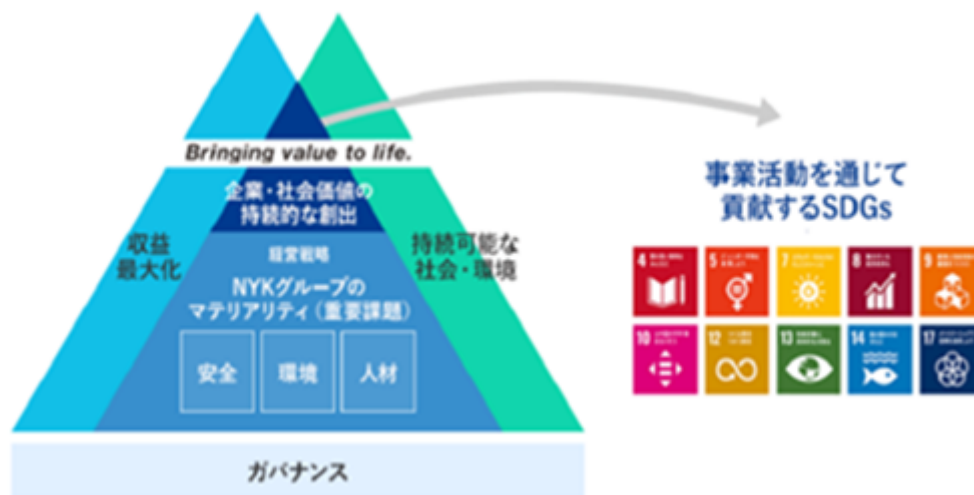 Bringing value to life.
企業・社会価値の
持続的な創出
収益
最大化
持続可能な
社会・環境
経営戦略
NYKグループの
マテリアリティ（重要課題）
安全
環境
人材
ガバナンス
事業活動を通じて
貢献するSDGs
4
5
7
8
9
10
12
13
14
17